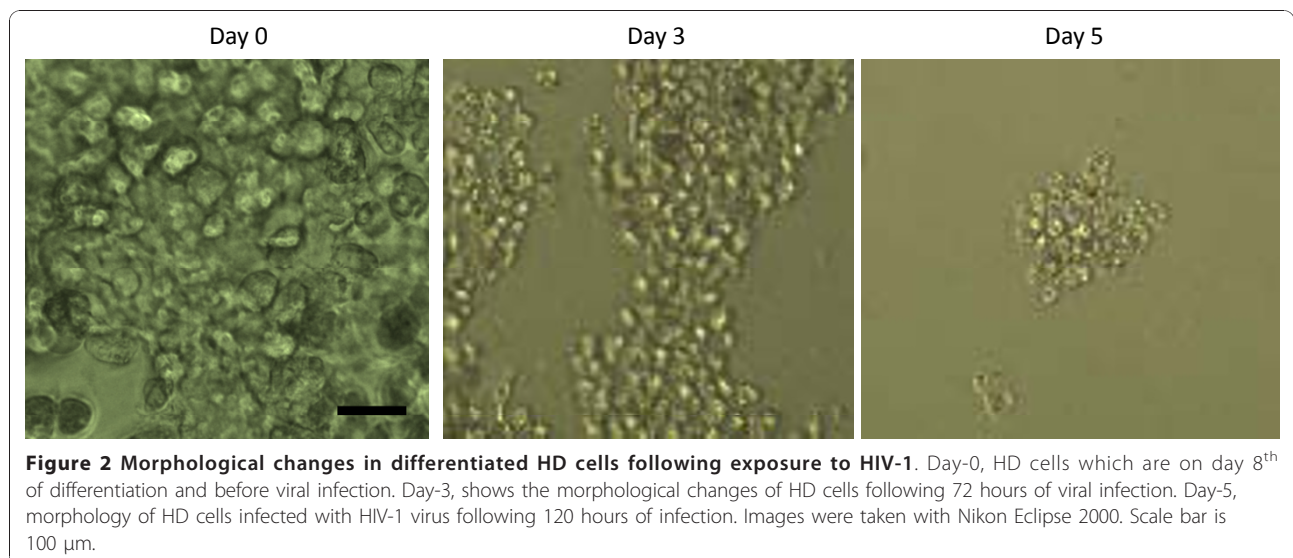 Day 0 Day 3 Day 5
Figure 2 Morphological changes in differentiated HD cells following exposure to HIV-1. Day-0, HD cells which are on day 8th
of differentiation and before viral infection. Day-3, shows the morphological changes of HD cells following 72 hours of viral infection. Day-5,
morphology of HD cells infected with HIV-1 virus following 120 hours of infection. Images were taken with Nikon Eclipse 2000. Scale bar is
100 μm.